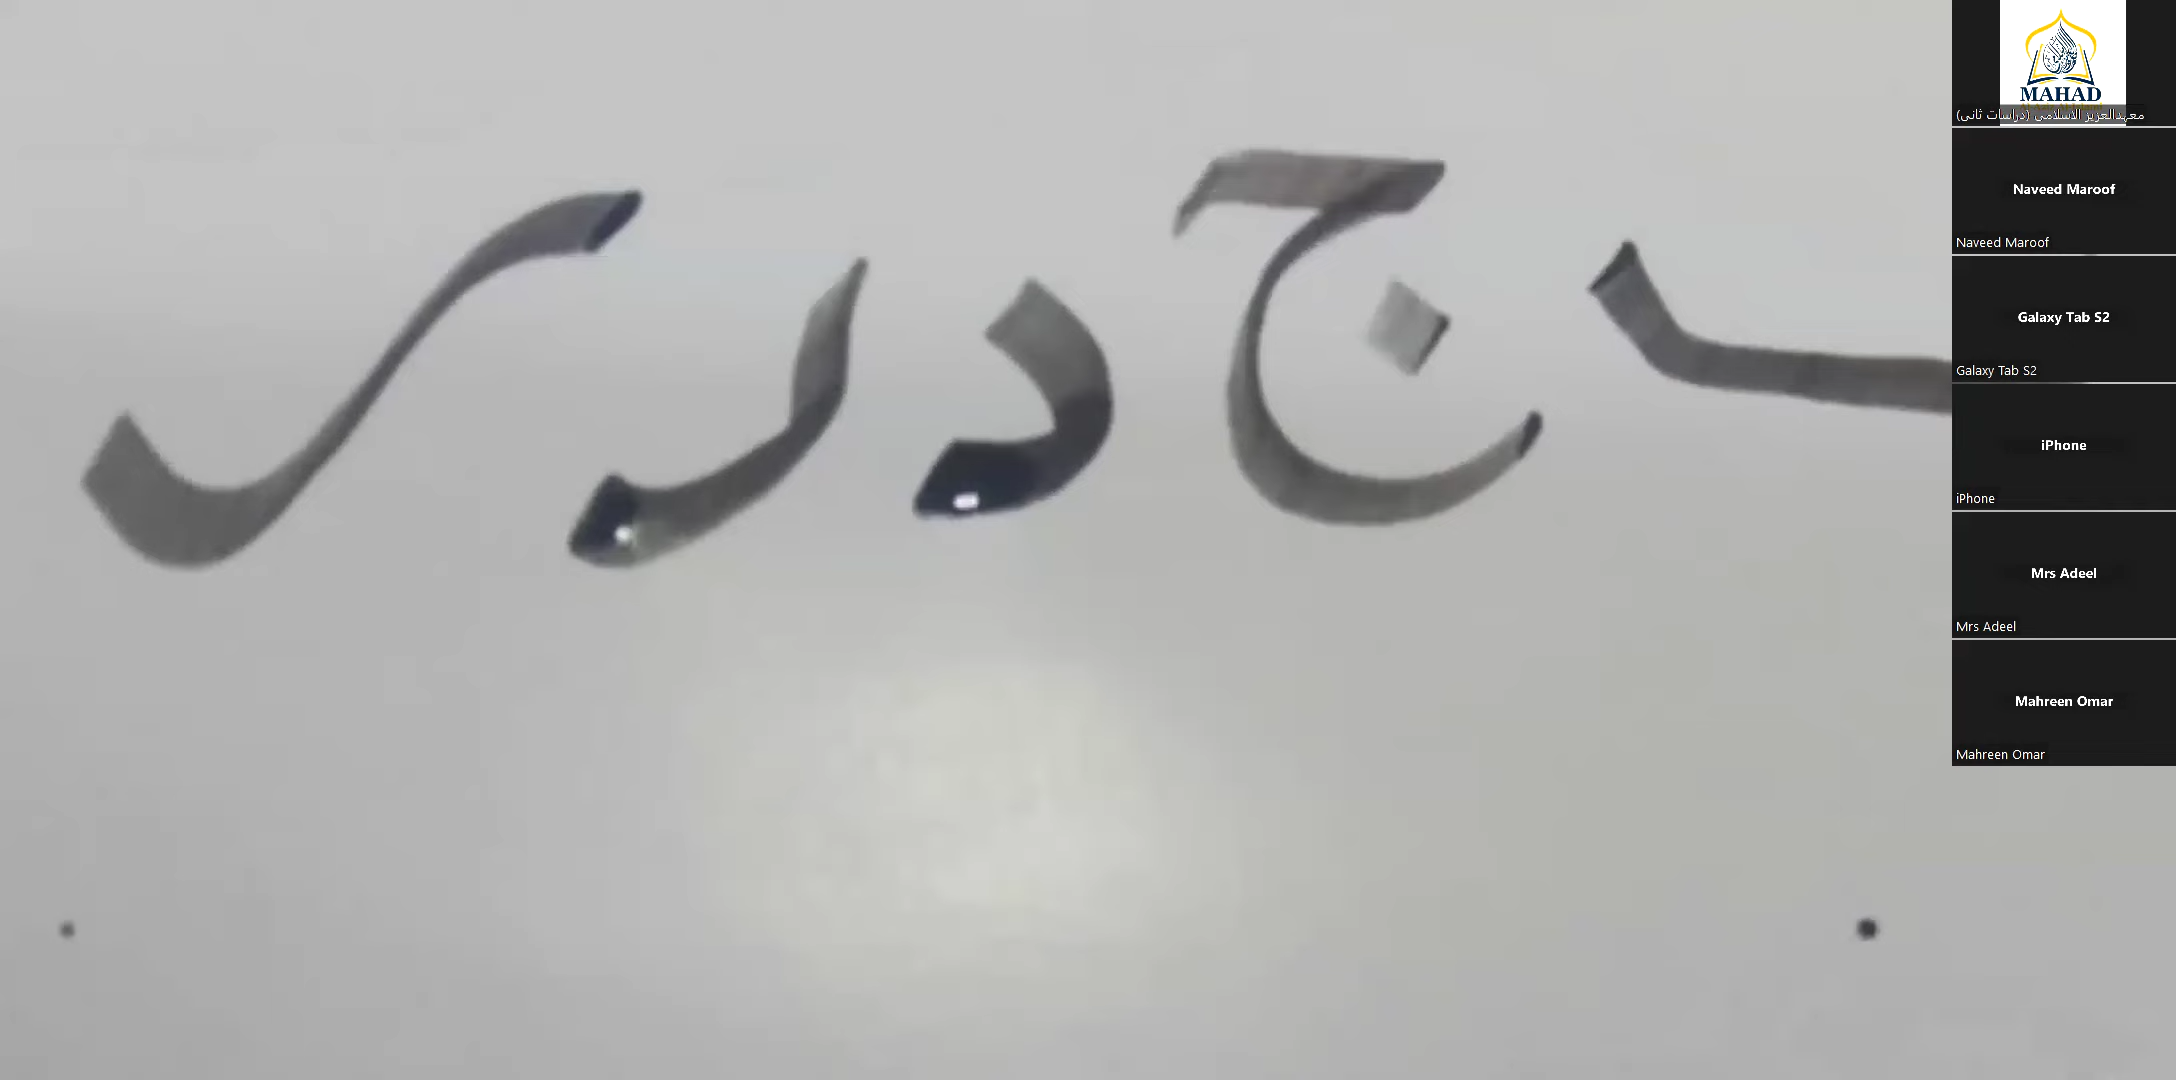 ج د ر
MAHAD
معہدالعزیز الاسلامی (دراسات ثانی)
Naveed Maroof
Naveed Maroof
Galaxy Tab S2
Galaxy Tab S2
iPhone
iPhone
Mrs Adeel
Mrs Adeel
Mahreen Omar
Mahreen Omar